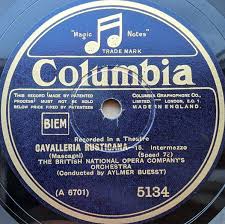 "Magic Notes"
TRADE MARK
Columbia
THIS RECORD MADE BY PATENTED
PROCESS MUST NOT BE SOLD
BELOW PRICE FIXED BY PATENTEES
COLUMBIA GRAPHOPHONE CO.
LIMITED, LONDON, E.C. 1
MADE IN ENGLAND.
BIEM
Recorded in a Theatre
CAVALLERIA RUSTICANA - 16. Intermezzo
(Mascagni) (Speed 78)
THE BRITISH NATIONAL OPERA COMPANY'S
ORCHESTRA
(Conducted by AYLMER BUESST)
(A 6701)
5134